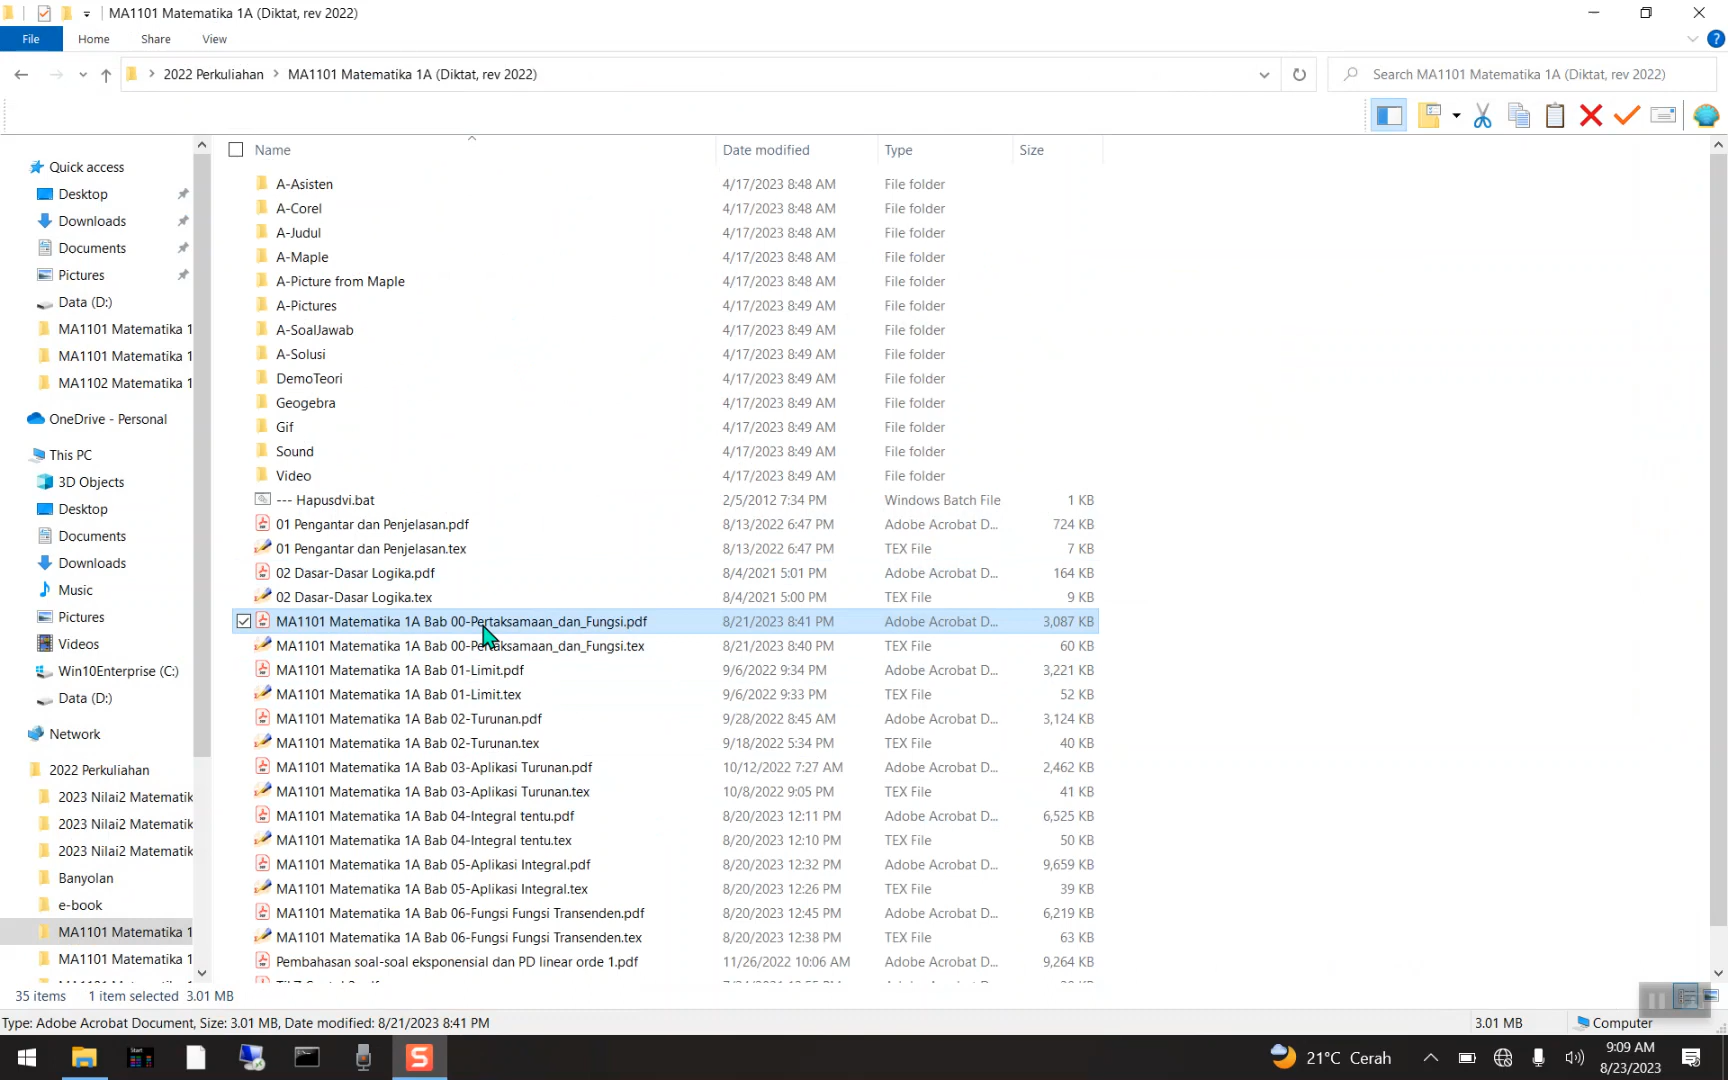 MA1101 Matematika 1A (Diktat, rev 2022)
File Home Share View
2022 Perkuliahan MA1101 Matematika 1A (Diktat, rev 2022) Search MA1101 Matematika 1A (Diktat, rev 2022)
Name Date modified Type Size
Quick access
Desktop
Downloads
Documents
Pictures
Data (D:)
MA1101 Matematika 1
MA1101 Matematika 1
MA1102 Matematika 1
OneDrive - Personal
This PC
3D Objects
Desktop
Documents
Downloads
Music
Pictures
Videos
Win10Enterprise (C:)
Data (D:)
Network
2022 Perkuliahan
2023 Nilai2 Matematik
2023 Nilai2 Matematik
2023 Nilai2 Matematik
Banyolan
e-book
MA1101 Matematika 1
MA1101 Matematika 1
A-Asisten 4/17/2023 8:48 AM File folder
A-Corel 4/17/2023 8:48 AM File folder
A-Judul 4/17/2023 8:48 AM File folder
A-Maple 4/17/2023 8:48 AM File folder
A-Picture from Maple 4/17/2023 8:48 AM File folder
A-Pictures 4/17/2023 8:49 AM File folder
A-SoalJawab 4/17/2023 8:49 AM File folder
A-Solusi 4/17/2023 8:49 AM File folder
DemoTeori 4/17/2023 8:49 AM File folder
Geogebra 4/17/2023 8:49 AM File folder
Gif 4/17/2023 8:49 AM File folder
Sound 4/17/2023 8:49 AM File folder
Video 4/17/2023 8:49 AM File folder
--- Hapusdvi.bat 2/5/2012 7:34 PM Windows Batch File 1 KB
01 Pengantar dan Penjelasan.pdf 8/13/2022 6:47 PM Adobe Acrobat D... 724 KB
01 Pengantar dan Penjelasan.tex 8/13/2022 6:47 PM TEX File 7 KB
02 Dasar-Dasar Logika.pdf 8/4/2021 5:01 PM Adobe Acrobat D... 164 KB
02 Dasar-Dasar Logika.tex 8/4/2021 5:00 PM TEX File 9 KB
MA1101 Matematika 1A Bab 00-Pertaksamaan_dan_Fungsi.pdf 8/21/2023 8:41 PM Adobe Acrobat D... 3,087 KB
MA1101 Matematika 1A Bab 00-Pertaksamaan_dan_Fungsi.tex 8/21/2023 8:40 PM TEX File 60 KB
MA1101 Matematika 1A Bab 01-Limit.pdf 9/6/2022 9:34 PM Adobe Acrobat D... 3,221 KB
MA1101 Matematika 1A Bab 01-Limit.tex 9/6/2022 9:33 PM TEX File 52 KB
MA1101 Matematika 1A Bab 02-Turunan.pdf 9/28/2022 8:45 AM Adobe Acrobat D... 3,124 KB
MA1101 Matematika 1A Bab 02-Turunan.tex 9/18/2022 5:34 PM TEX File 40 KB
MA1101 Matematika 1A Bab 03-Aplikasi Turunan.pdf 10/12/2022 7:27 AM Adobe Acrobat D... 2,462 KB
MA1101 Matematika 1A Bab 03-Aplikasi Turunan.tex 10/8/2022 9:05 PM TEX File 41 KB
MA1101 Matematika 1A Bab 04-Integral tentu.pdf 8/20/2023 12:11 PM Adobe Acrobat D... 6,525 KB
MA1101 Matematika 1A Bab 04-Integral tentu.tex 8/20/2023 12:10 PM TEX File 50 KB
MA1101 Matematika 1A Bab 05-Aplikasi Integral.pdf 8/20/2023 12:32 PM Adobe Acrobat D... 9,659 KB
MA1101 Matematika 1A Bab 05-Aplikasi Integral.tex 8/20/2023 12:26 PM TEX File 39 KB
MA1101 Matematika 1A Bab 06-Fungsi Fungsi Transenden.pdf 8/20/2023 12:45 PM Adobe Acrobat D... 6,219 KB
MA1101 Matematika 1A Bab 06-Fungsi Fungsi Transenden.tex 8/20/2023 12:38 PM TEX File 63 KB
Pembahasan soal-soal eksponensial dan PD linear orde 1.pdf 11/26/2022 10:06 AM Adobe Acrobat D... 9,264 KB
35 items 1 item selected 3.01 MB
Type: Adobe Acrobat Document, Size: 3.01 MB, Date modified: 8/21/2023 8:41 PM 3.01 MB Computer
21°C Cerah 9:09 AM
8/23/2023